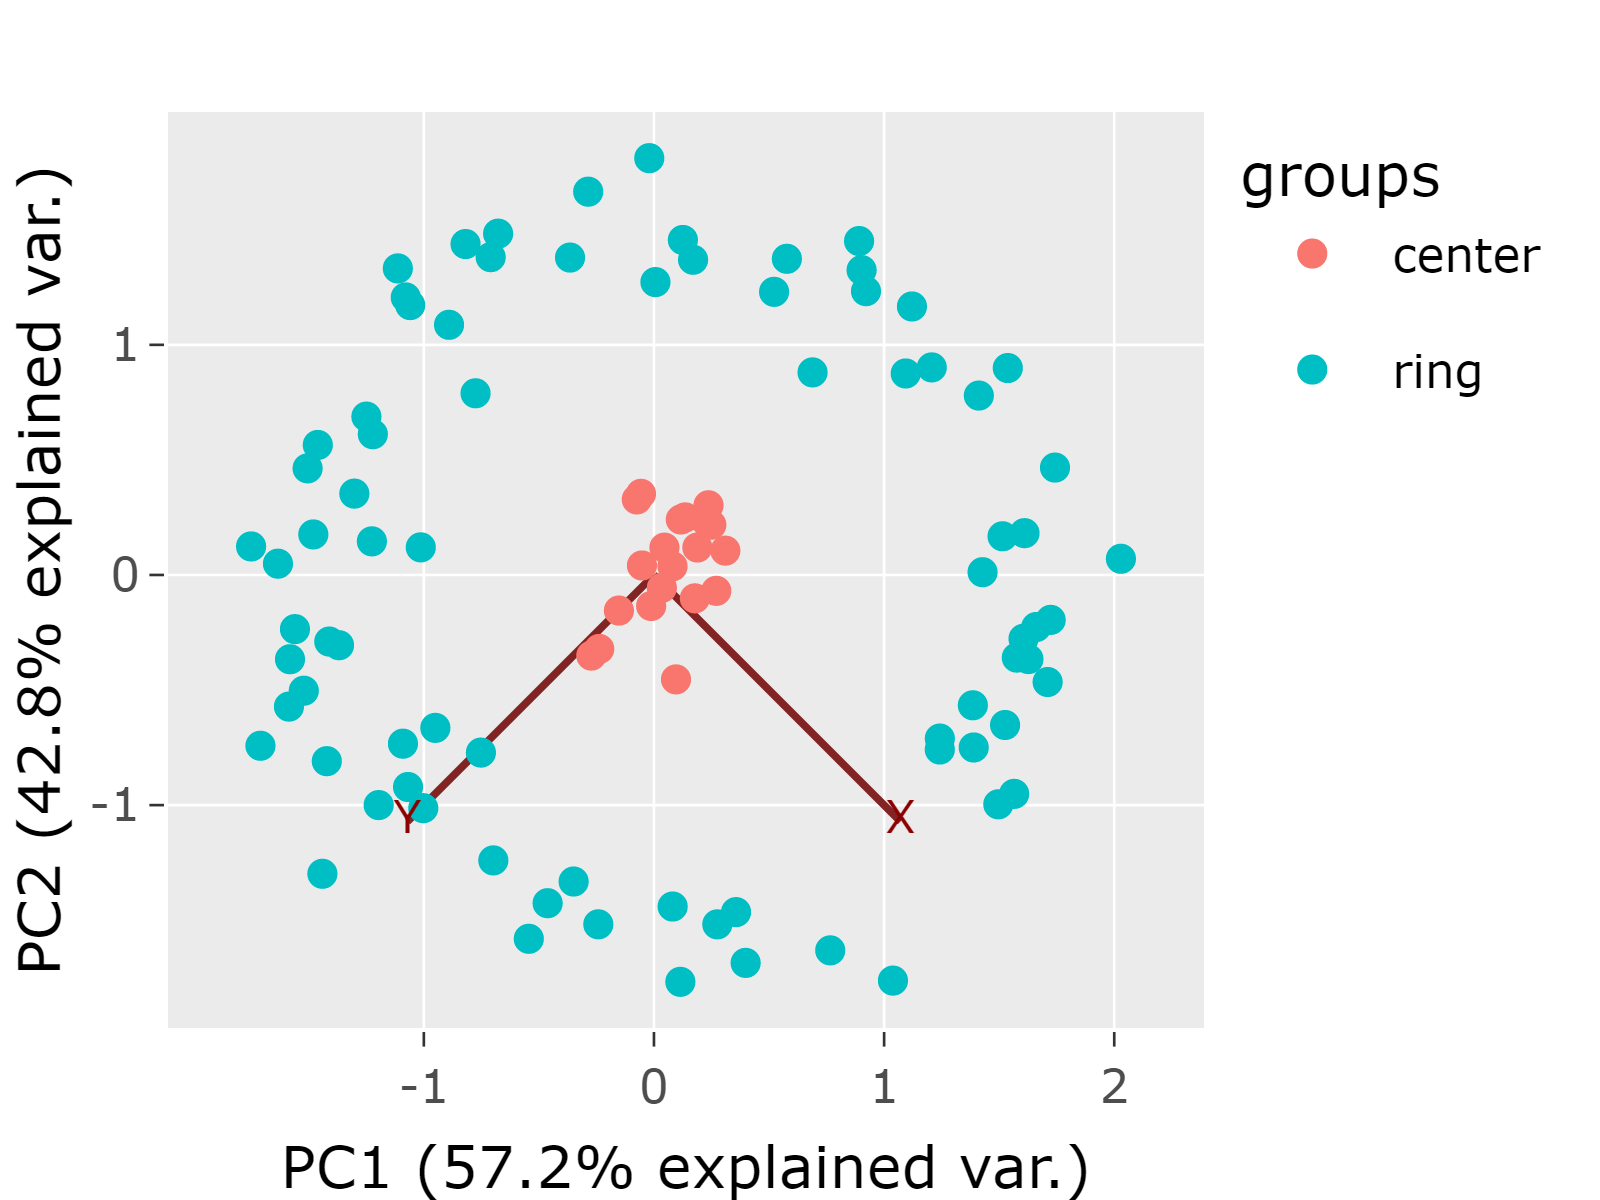 groups
center
ring
PC2 (42.8% explained var.)
1
0
-1
Y
X
-1
0
1
2
PC1 (57.2% explained var.)